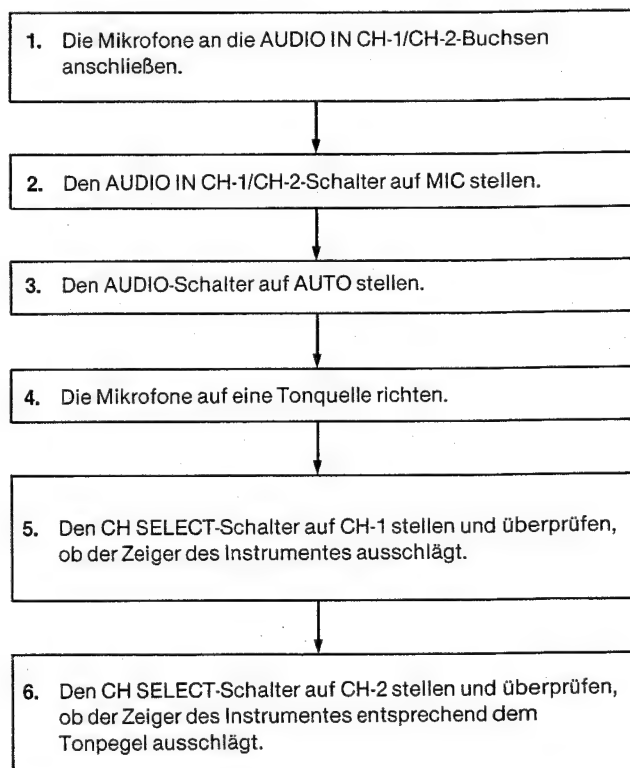 1. Die Mikrofone an die AUDIO IN CH-1/CH-2-Buchsen
anschließen.
2. Den AUDIO IN CH-1/CH-2-Schalter auf MIC stellen.
3. Den AUDIO-Schalter auf AUTO stellen.
4. Die Mikrofone auf eine Tonquelle richten.
5. Den CH SELECT-Schalter auf CH-1 stellen und überprüfen,
ob der Zeiger des Instrumentes ausschlägt.
6. Den CH SELECT-Schalter auf CH-2 stellen und überprüfen,
ob der Zeiger des Instrumentes entsprechend dem
Tonpegel ausschlägt.